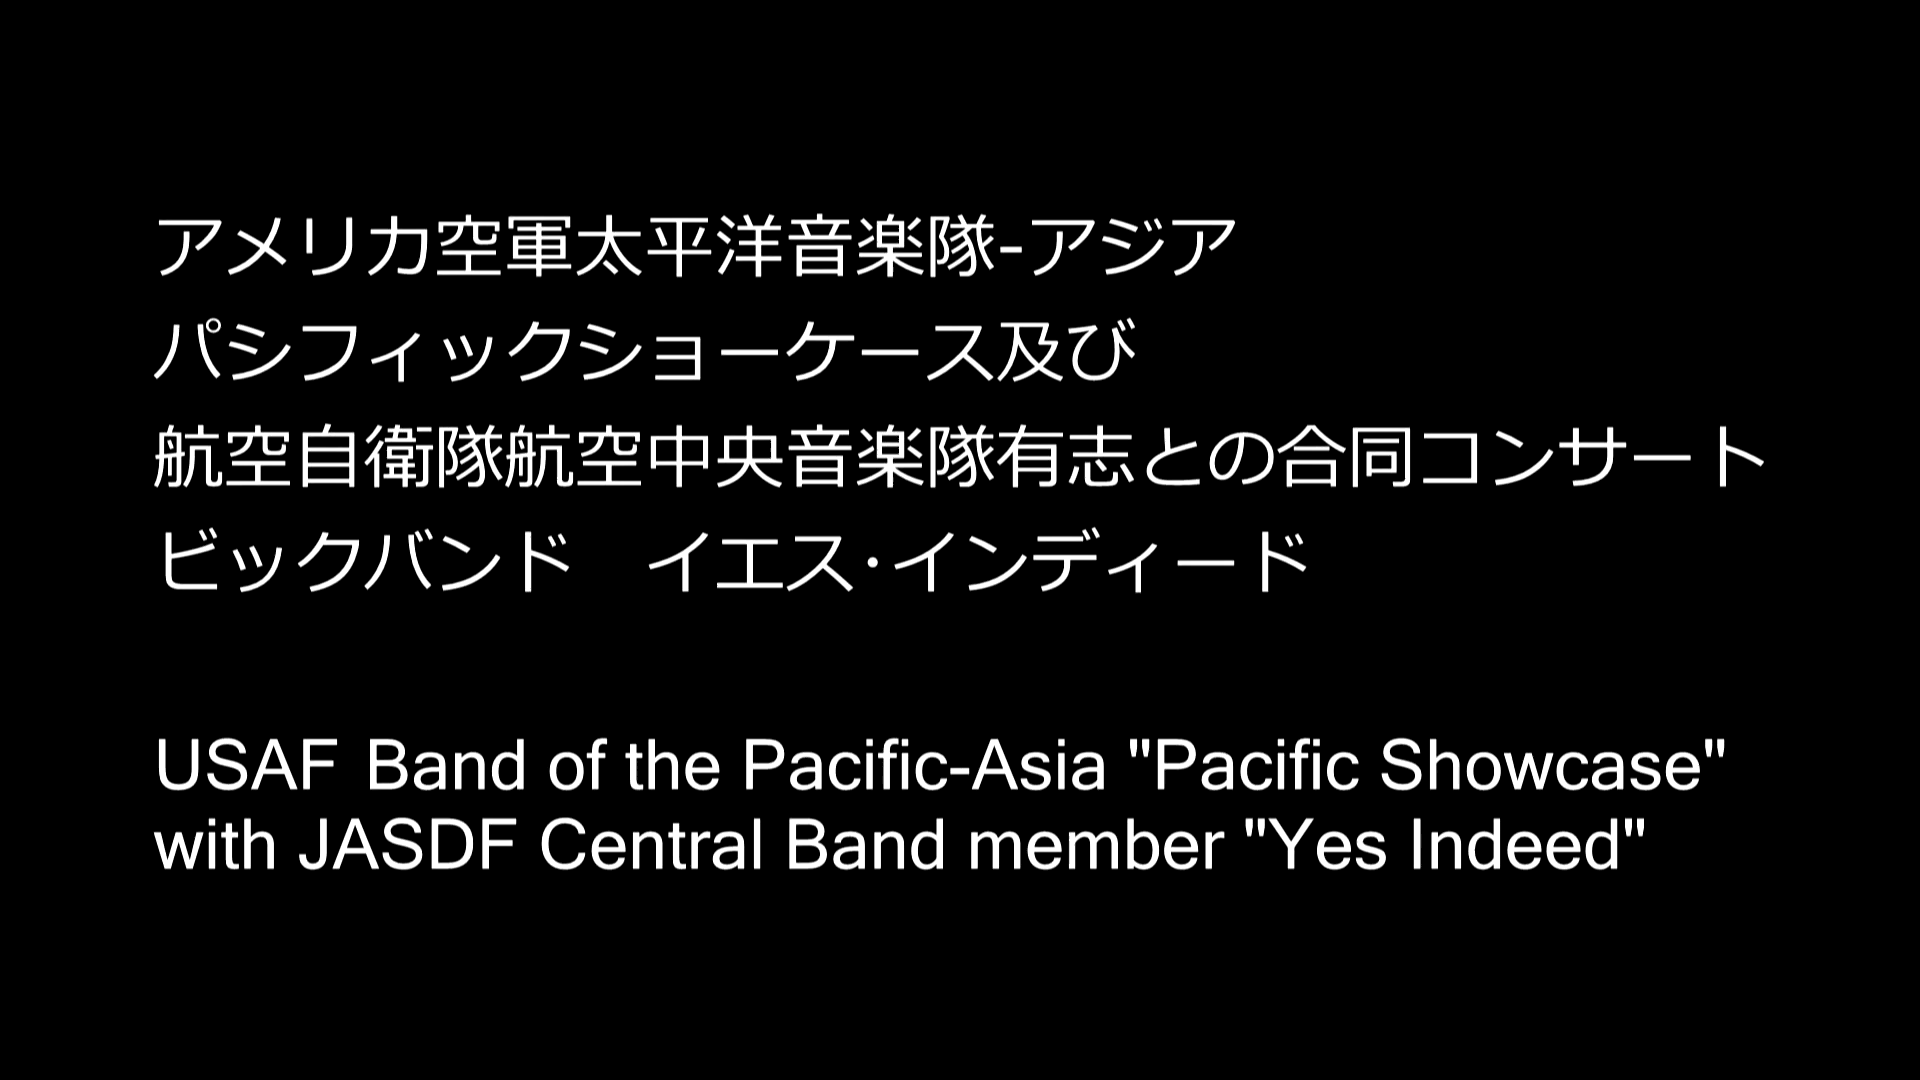 アメリカ空軍太平洋音楽隊-アジア
パシフィックショーケース及び
航空自衛隊航空中央音楽隊有志との合同コンサート
ビックバンド　イエス･インディード
USAF Band of the Pacific-Asia "Pacific Showcase"
with JASDF Central Band member "Yes Indeed"